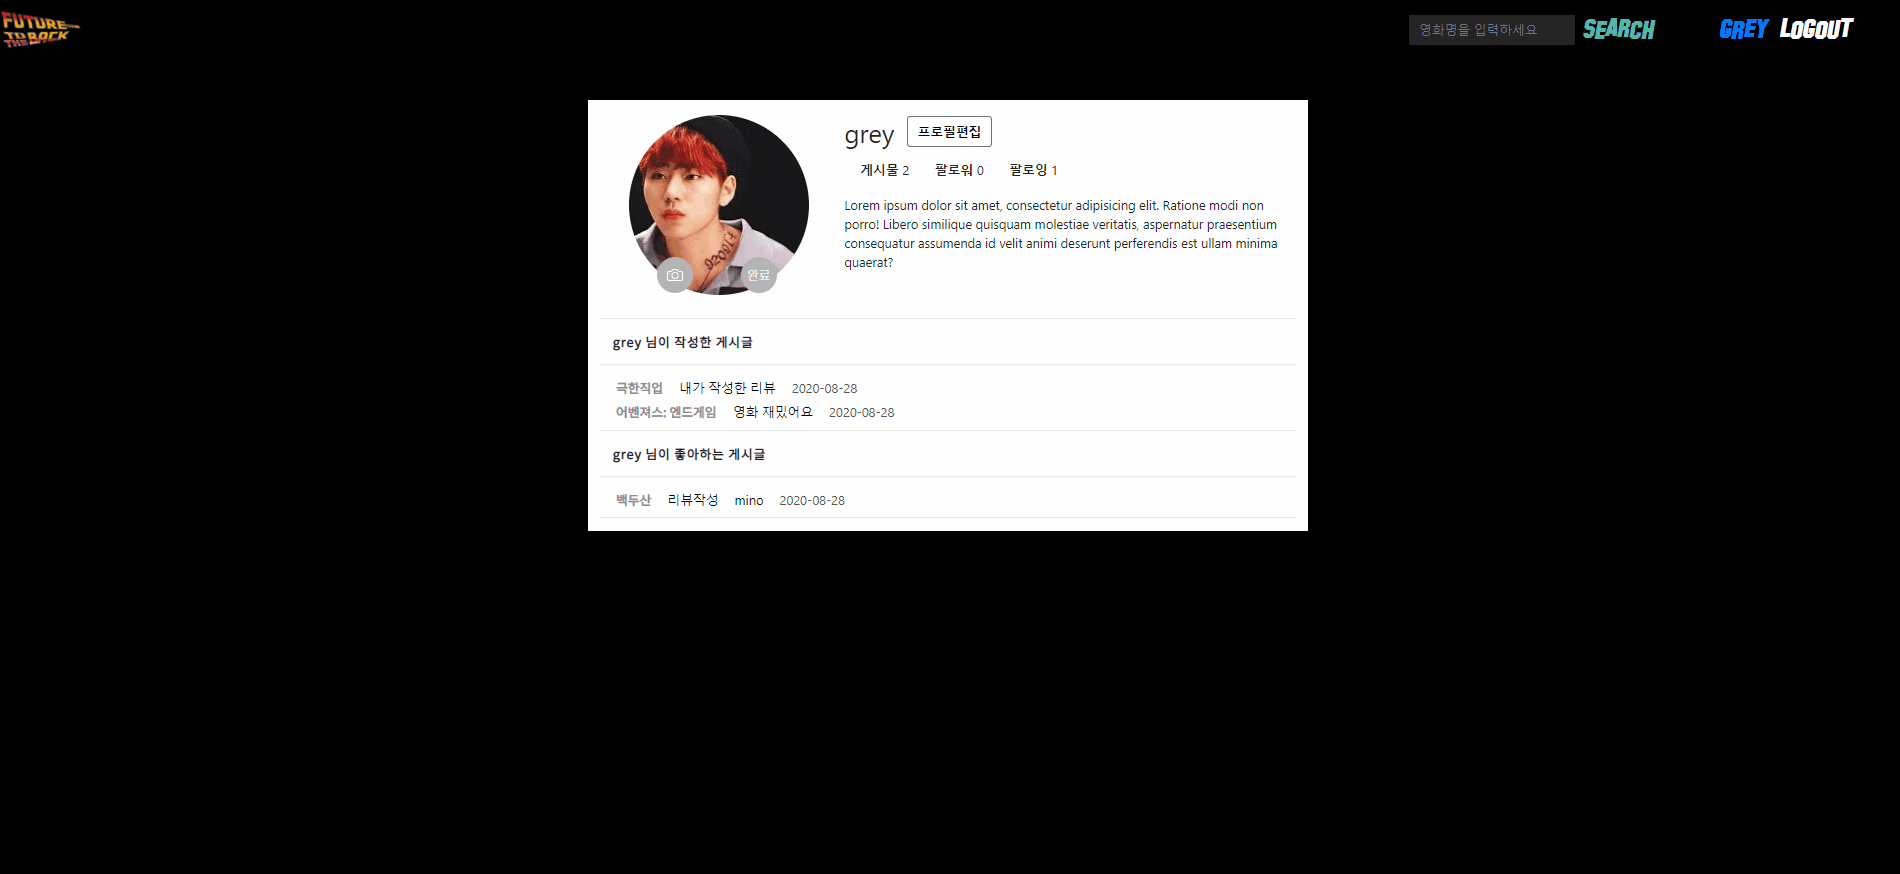 FUTURE
TO
THE BACK
영화명을 입력하세요 SEARCH GREY LOGOUT
grey 프로필편집
게시물 2 팔로워 0 팔로잉 1
Lorem ipsum dolor sit amet, consectetur adipisicing elit. Ratione modi non
porro! Libero similique quisquam molestiae veritatis, aspernatur praesentium
consequatur assumenda id velit animi deserunt perferendis est ullam minima
quaerat?
920914
완료
grey 님이 작성한 게시글
극한직업 내가 작성한 리뷰 2020-08-28
어벤져스: 엔드게임 영화 재밌어요 2020-08-28
grey 님이 좋아하는 게시글
백두산 리뷰작성 mino 2020-08-28